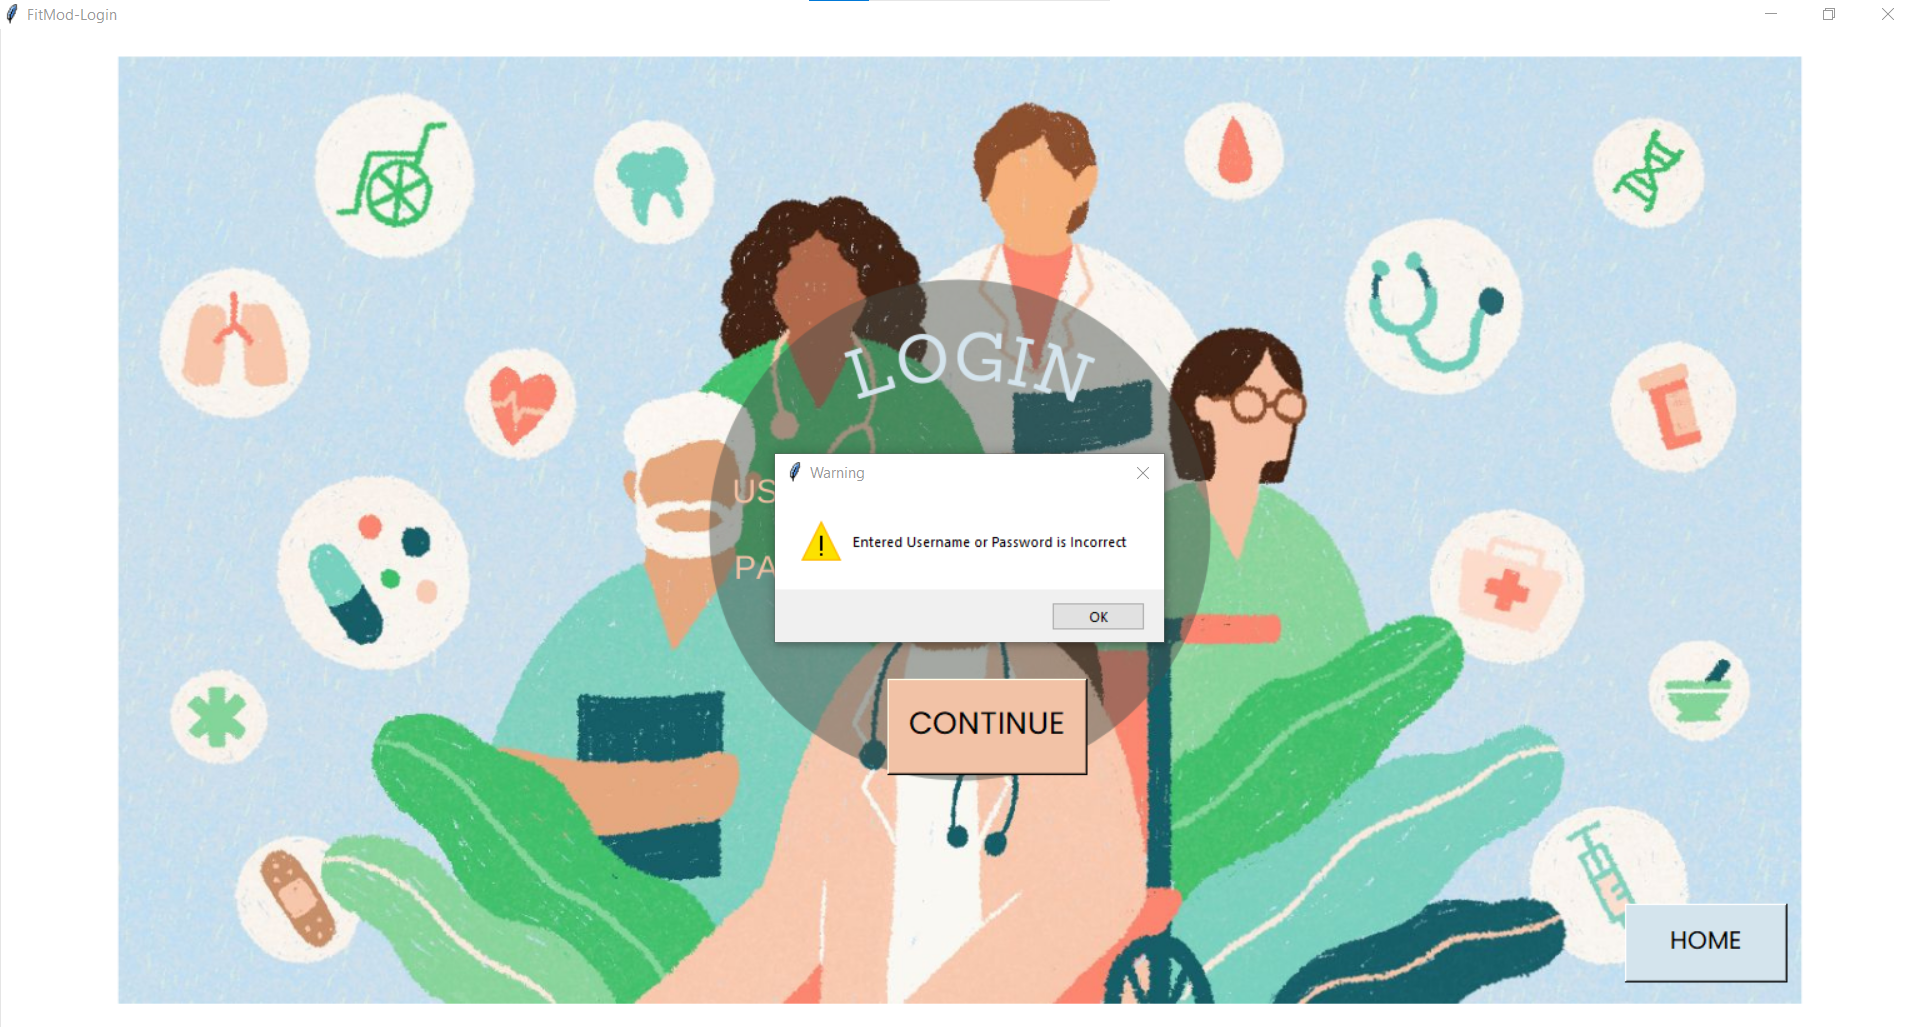 FitMod-Login
LOGIN
Warning
US
Entered Username or Password is Incorrect
PA
OK
CONTINUE
HOME